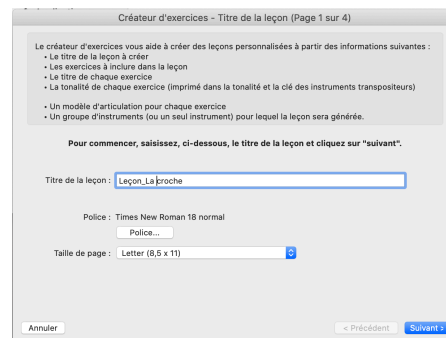 Créateur d'exercices - Titre de la leçon (Page 1 sur 4)
Le créateur d'exercices vous aide à créer des leçons personnalisées à partir des informations suivantes :
• Le titre de la leçon à créer
• Les exercices à inclure dans la leçon
• Le titre de chaque exercice
• La tonalité de chaque exercice (imprimé dans la tonalité et la clé des instruments transpositeurs)
• Un modèle d'articulation pour chaque exercice
• Un groupe d'instruments (ou un seul instrument) pour lequel la leçon sera générée.
Pour commencer, saisissez, ci-dessous, le titre de la leçon et cliquez sur "suivant".
Titre de la leçon : Leçon_La croche
Police : Times New Roman 18 normal
Police...
Taille de page : Letter (8,5 x 11)
Annuler < Précédent Suivant >